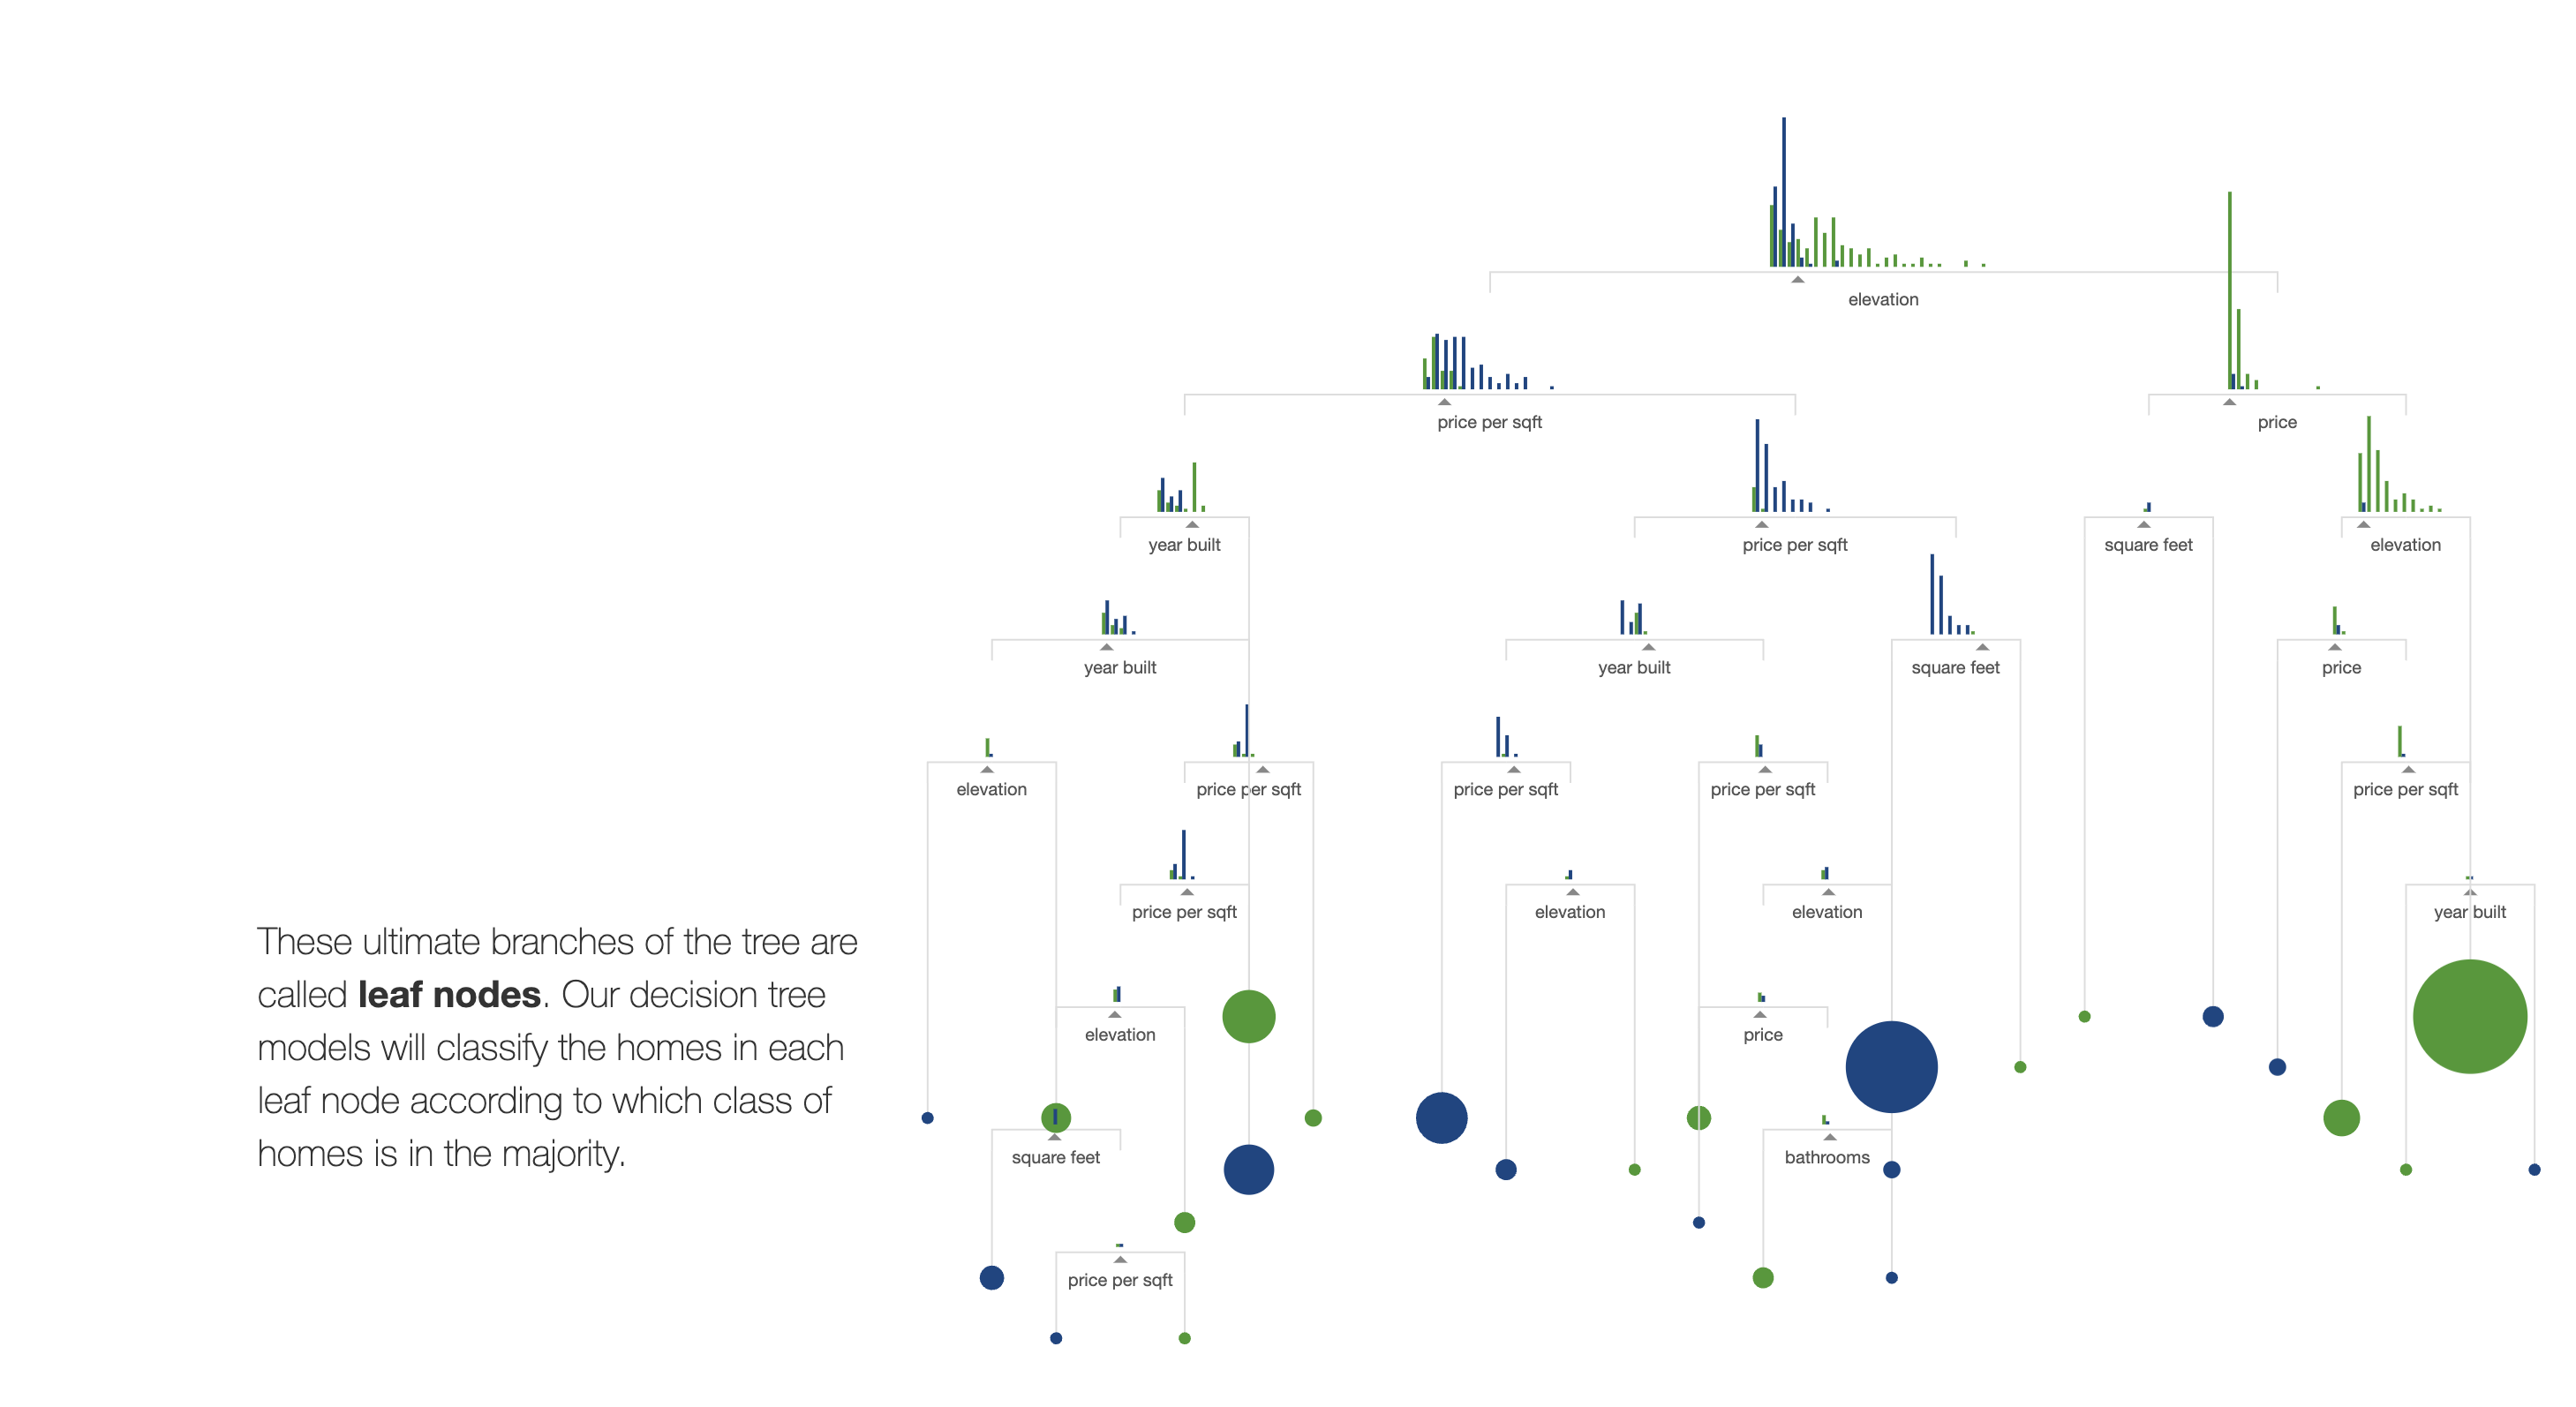 elevation
price per sqft
price
year built
price per sqft
square feet
elevation
year built
year built
square feet
price
elevation
price per sqft
price per sqft
price per sqft
price per sqft
price per sqft
elevation
elevation
year built
elevation
price
square feet
bathrooms
price per sqft
These ultimate branches of the tree are
called leaf nodes. Our decision tree
models will classify the homes in each
leaf node according to which class of
homes is in the majority.